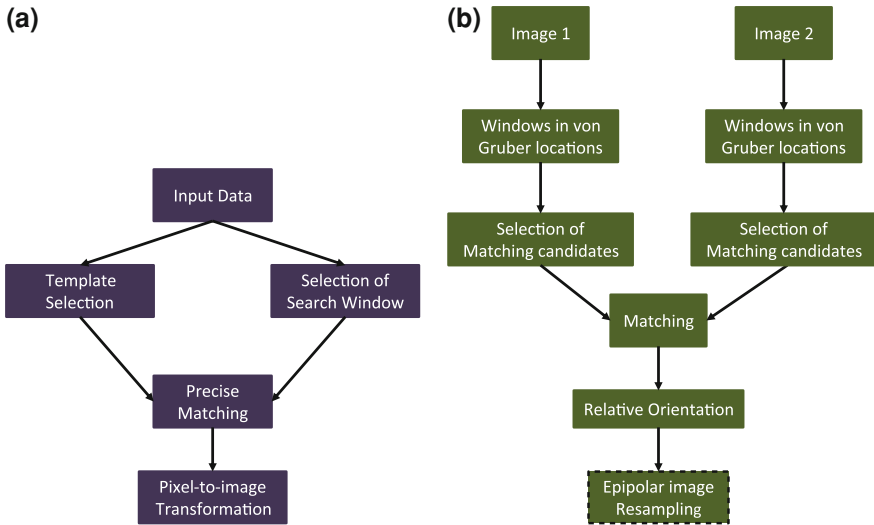 (a)
Input Data
Template
Selection
Selection of
Search Window
Precise
Matching
Pixel-to-image
Transformation
(b)
Image 1
Image 2
Windows in von
Gruber locations
Windows in von
Gruber locations
Selection of
Matching candidates
Selection of
Matching candidates
Matching
Relative Orientation
Epipolar image
Resampling